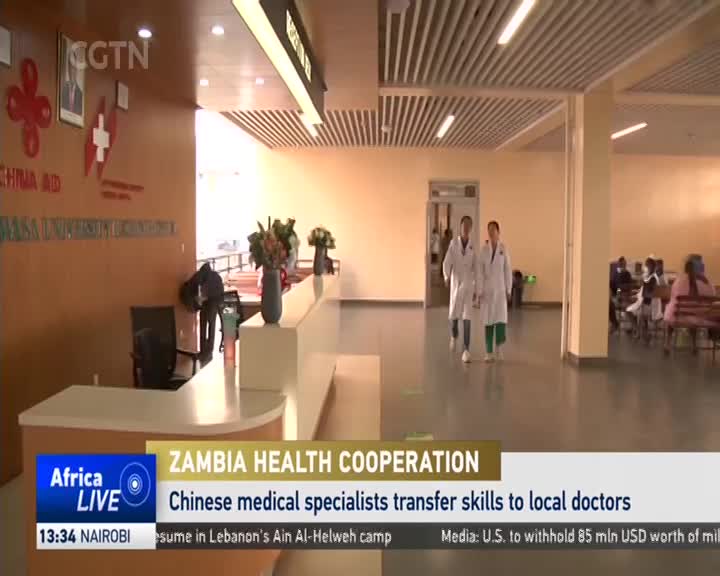 CGTN
CHINA AID
ZAMBIA HEALTH COOPERATION
Africa
LIVE
Chinese medical specialists transfer skills to local doctors
13:34 NAIROBI
esume in Lebanon's Ain Al-Helweh camp
Media: U.S. to withhold 85 mln USD worth of mil